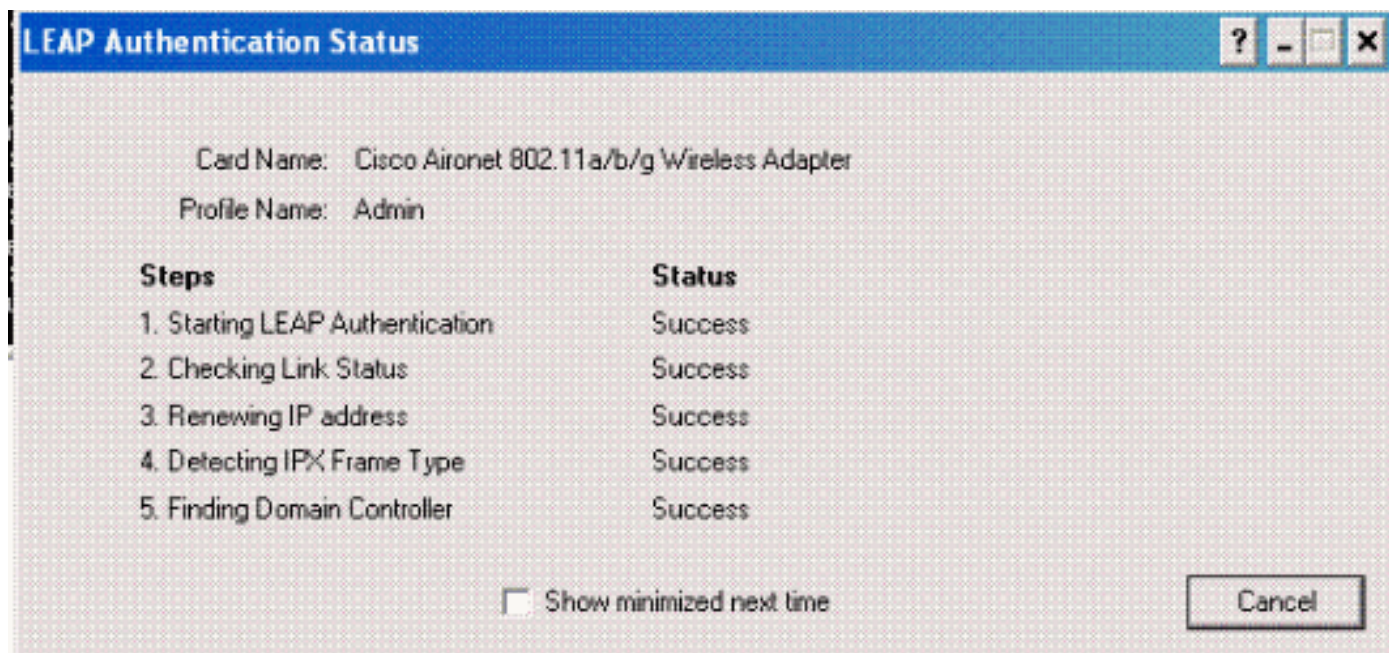 LEAP Authentication Status
Card Name: Cisco Aironet 802.11a/b/g Wireless Adapter
Profile Name: Admin
Steps Status
1. Starting LEAP Authentication Success
2. Checking Link Status Success
3. Renewing IP address Success
4. Detecting IPX Frame Type Success
5. Finding Domain Controller Success
Show minimized next time
Cancel